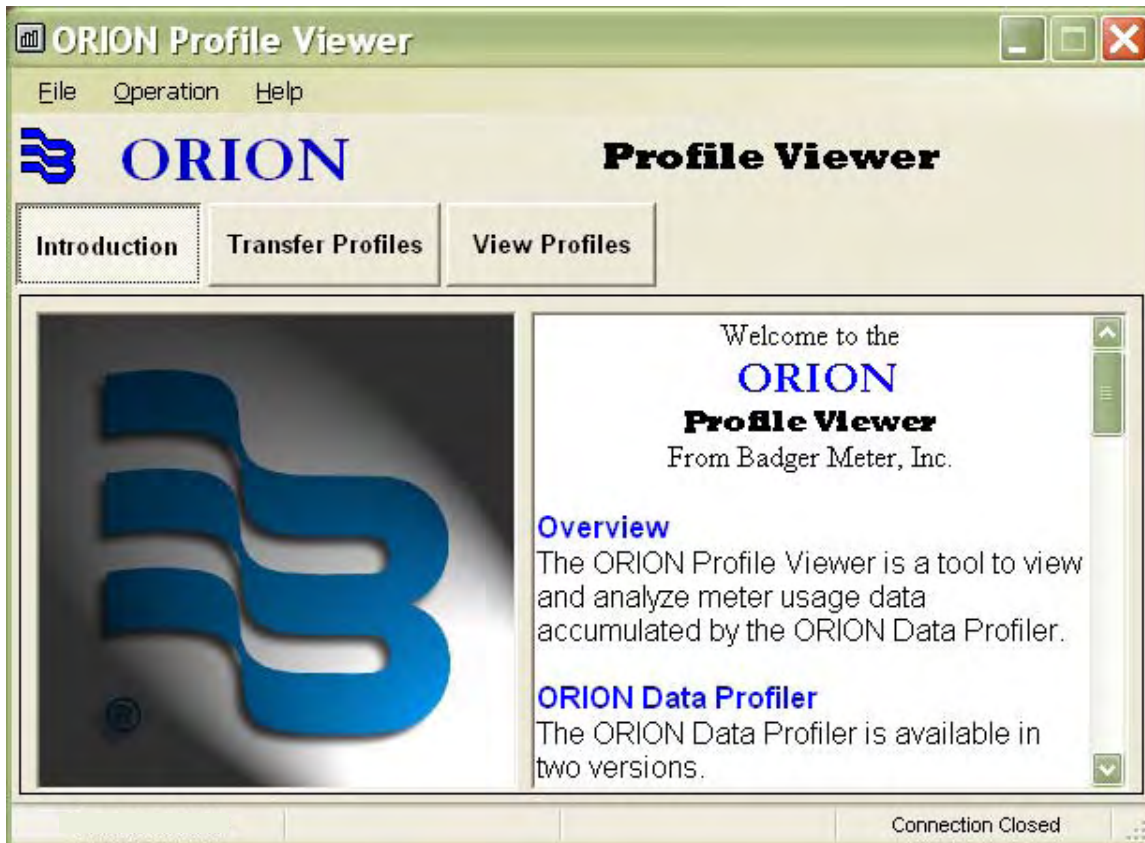 ORION Profile Viewer
File Operation Help
ORION Profile Viewer
Introduction Transfer Profiles View Profiles
Welcome to the
ORION
Profile Viewer
From Badger Meter, Inc.
Overview
The ORION Profile Viewer is a tool to view
and analyze meter usage data
accumulated by the ORION Data Profiler.
ORION Data Profiler
The ORION Data Profiler is available in
two versions.
®
Connection Closed